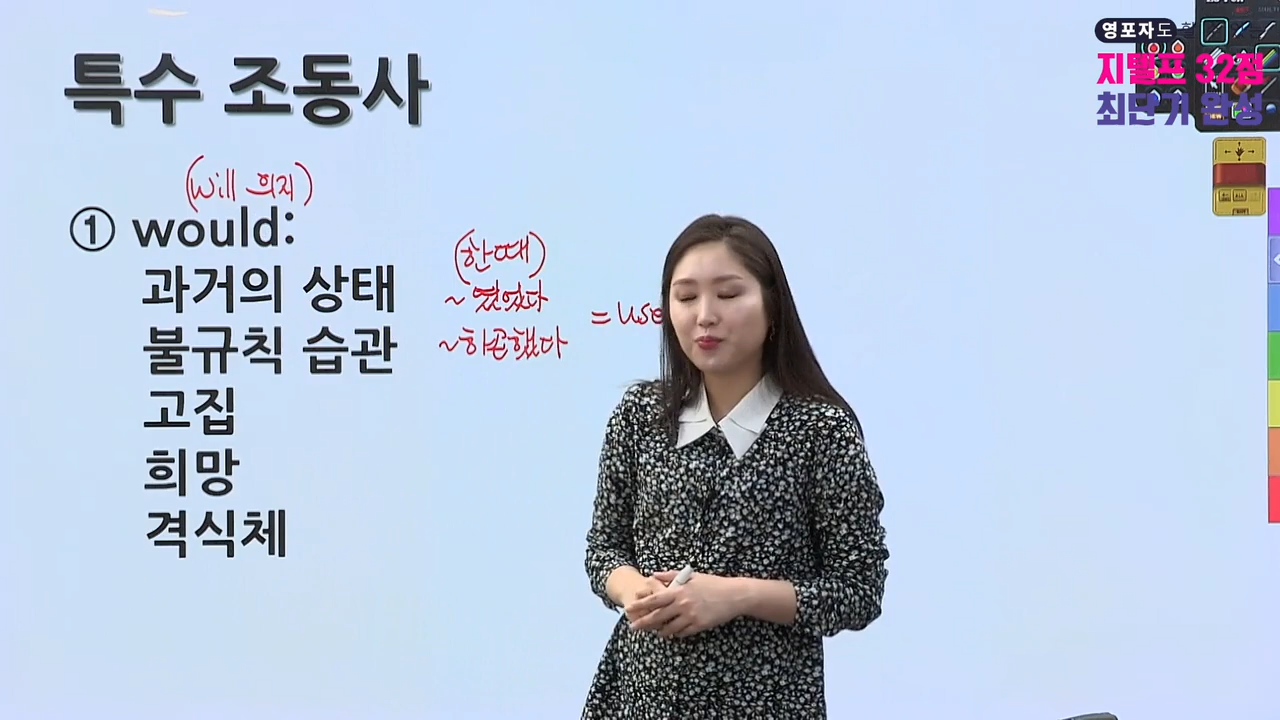 특수 조동사
(Will 의지)
① would:
과거의 상태
불규칙 습관
고집
희망
격식체
(한때)
~였었다
~하곤했다
= use
영포자도
지텔프 32점
최단기 완성